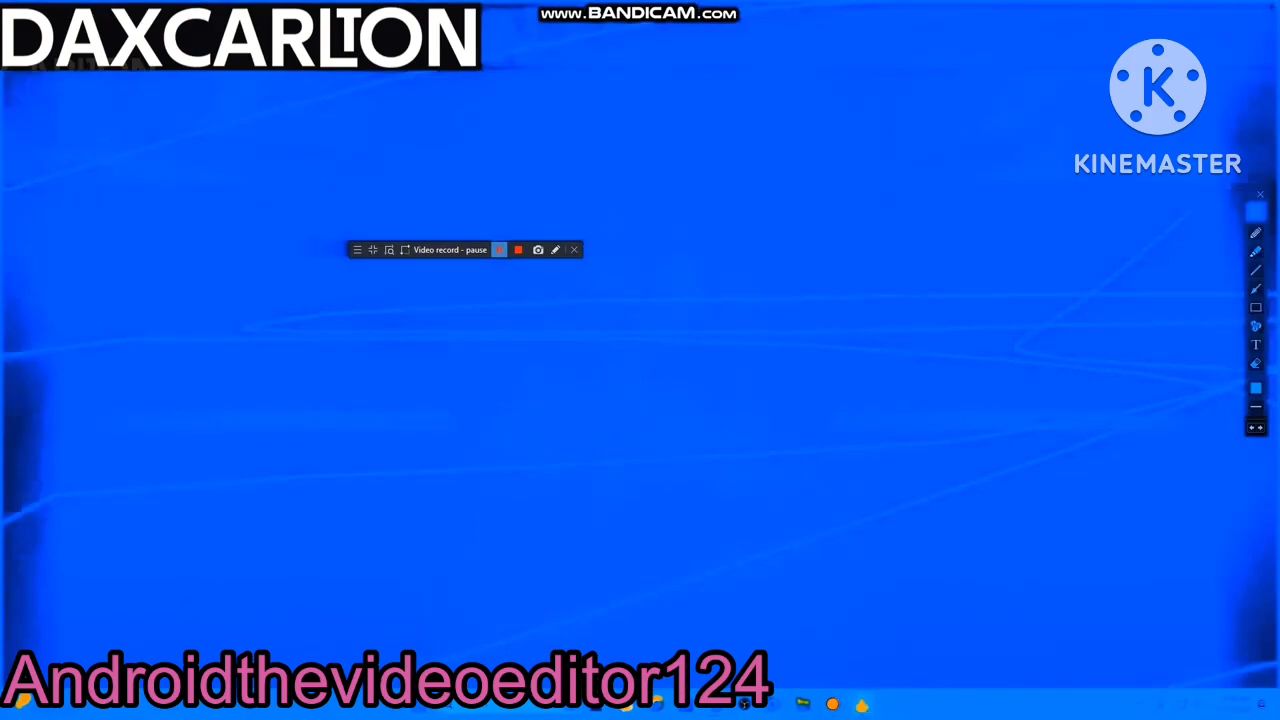 DAXCARLTON
www.BANDICAM.com
K
KINEMASTER
Video record - pause
T
Androidthevideoeditor124